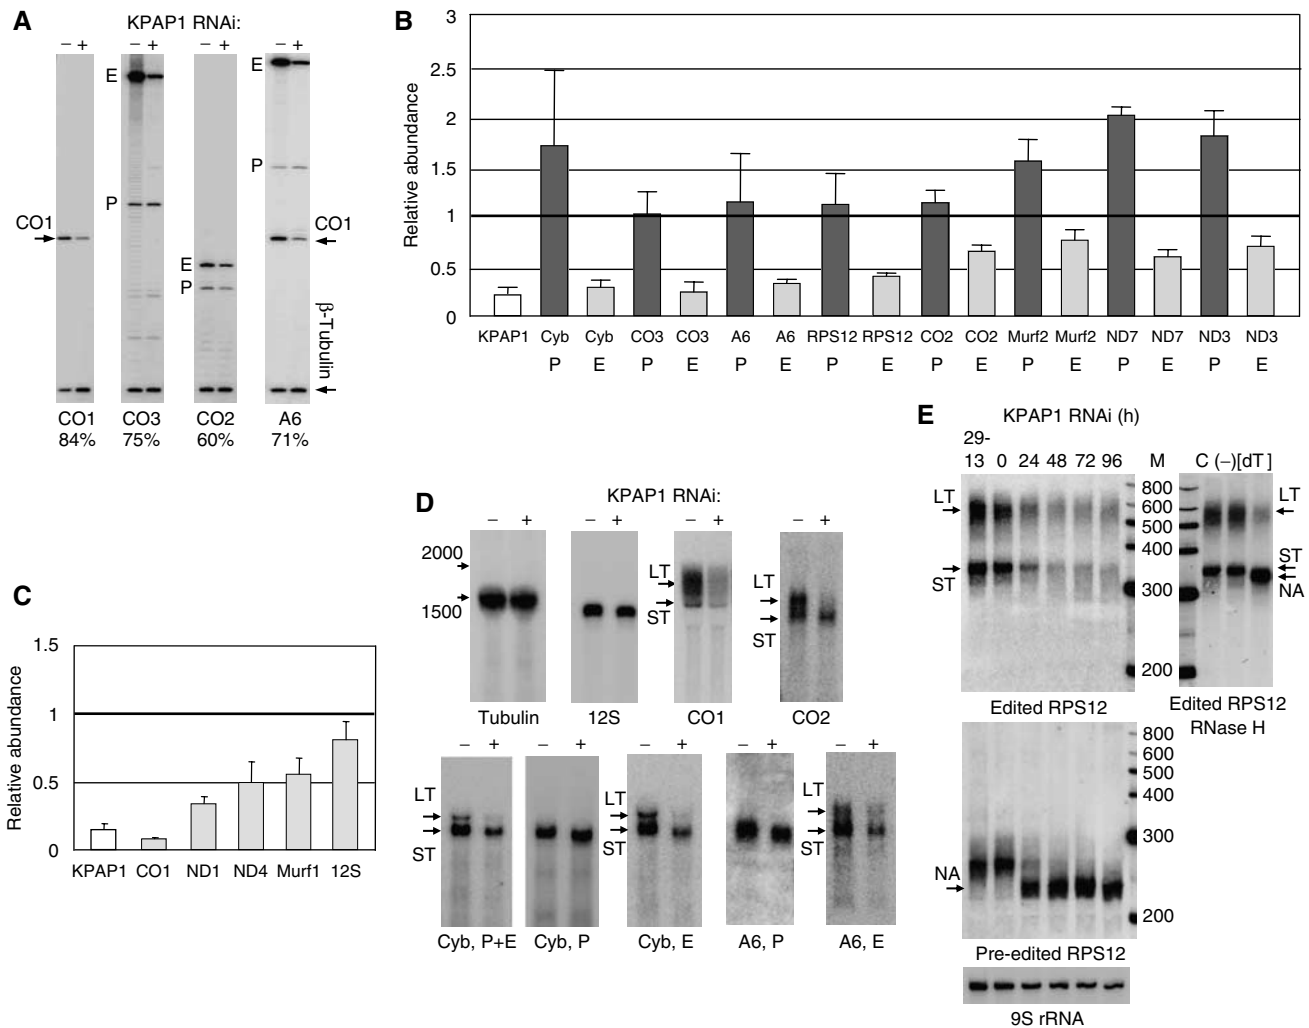 A
KPAP1 RNAi:
– + – + – + – +
E
P
CO1
E
P
E
P
CO1
β-Tubulin
CO1 CO3 CO2 A6
84% 75% 60% 71%
B
Relative abundance
3
2.5
2
1.5
1
0.5
0
KPAP1 Cyb Cyb CO3 CO3 A6 A6 RPS12 RPS12 CO2 CO2 Murf2 Murf2 ND7 ND7 ND3 ND3
P E P E P E P E P E P E P E P E
C
Relative abundance
1.5
1
0.5
0
KPAP1 CO1 ND1 ND4 Murf1 12S
D
KPAP1 RNAi:
– + – + – + – +
2000
1500
LT
ST
LT
ST
Tubulin 12S CO1 CO2
– + – + – + – + – +
LT
ST
LT
ST
LT
ST
Cyb, P+E Cyb, P Cyb, E A6, P A6, E
E
KPAP1 RNAi (h)
29-
13 0 24 48 72 96 M C (–)[dT]
LT
ST
800
600
500
400
300
200
LT
ST
NA
Edited RPS12
Edited RPS12
RNase H
800
600
500
400
300
200
NA
Pre-edited RPS12
9S rRNA